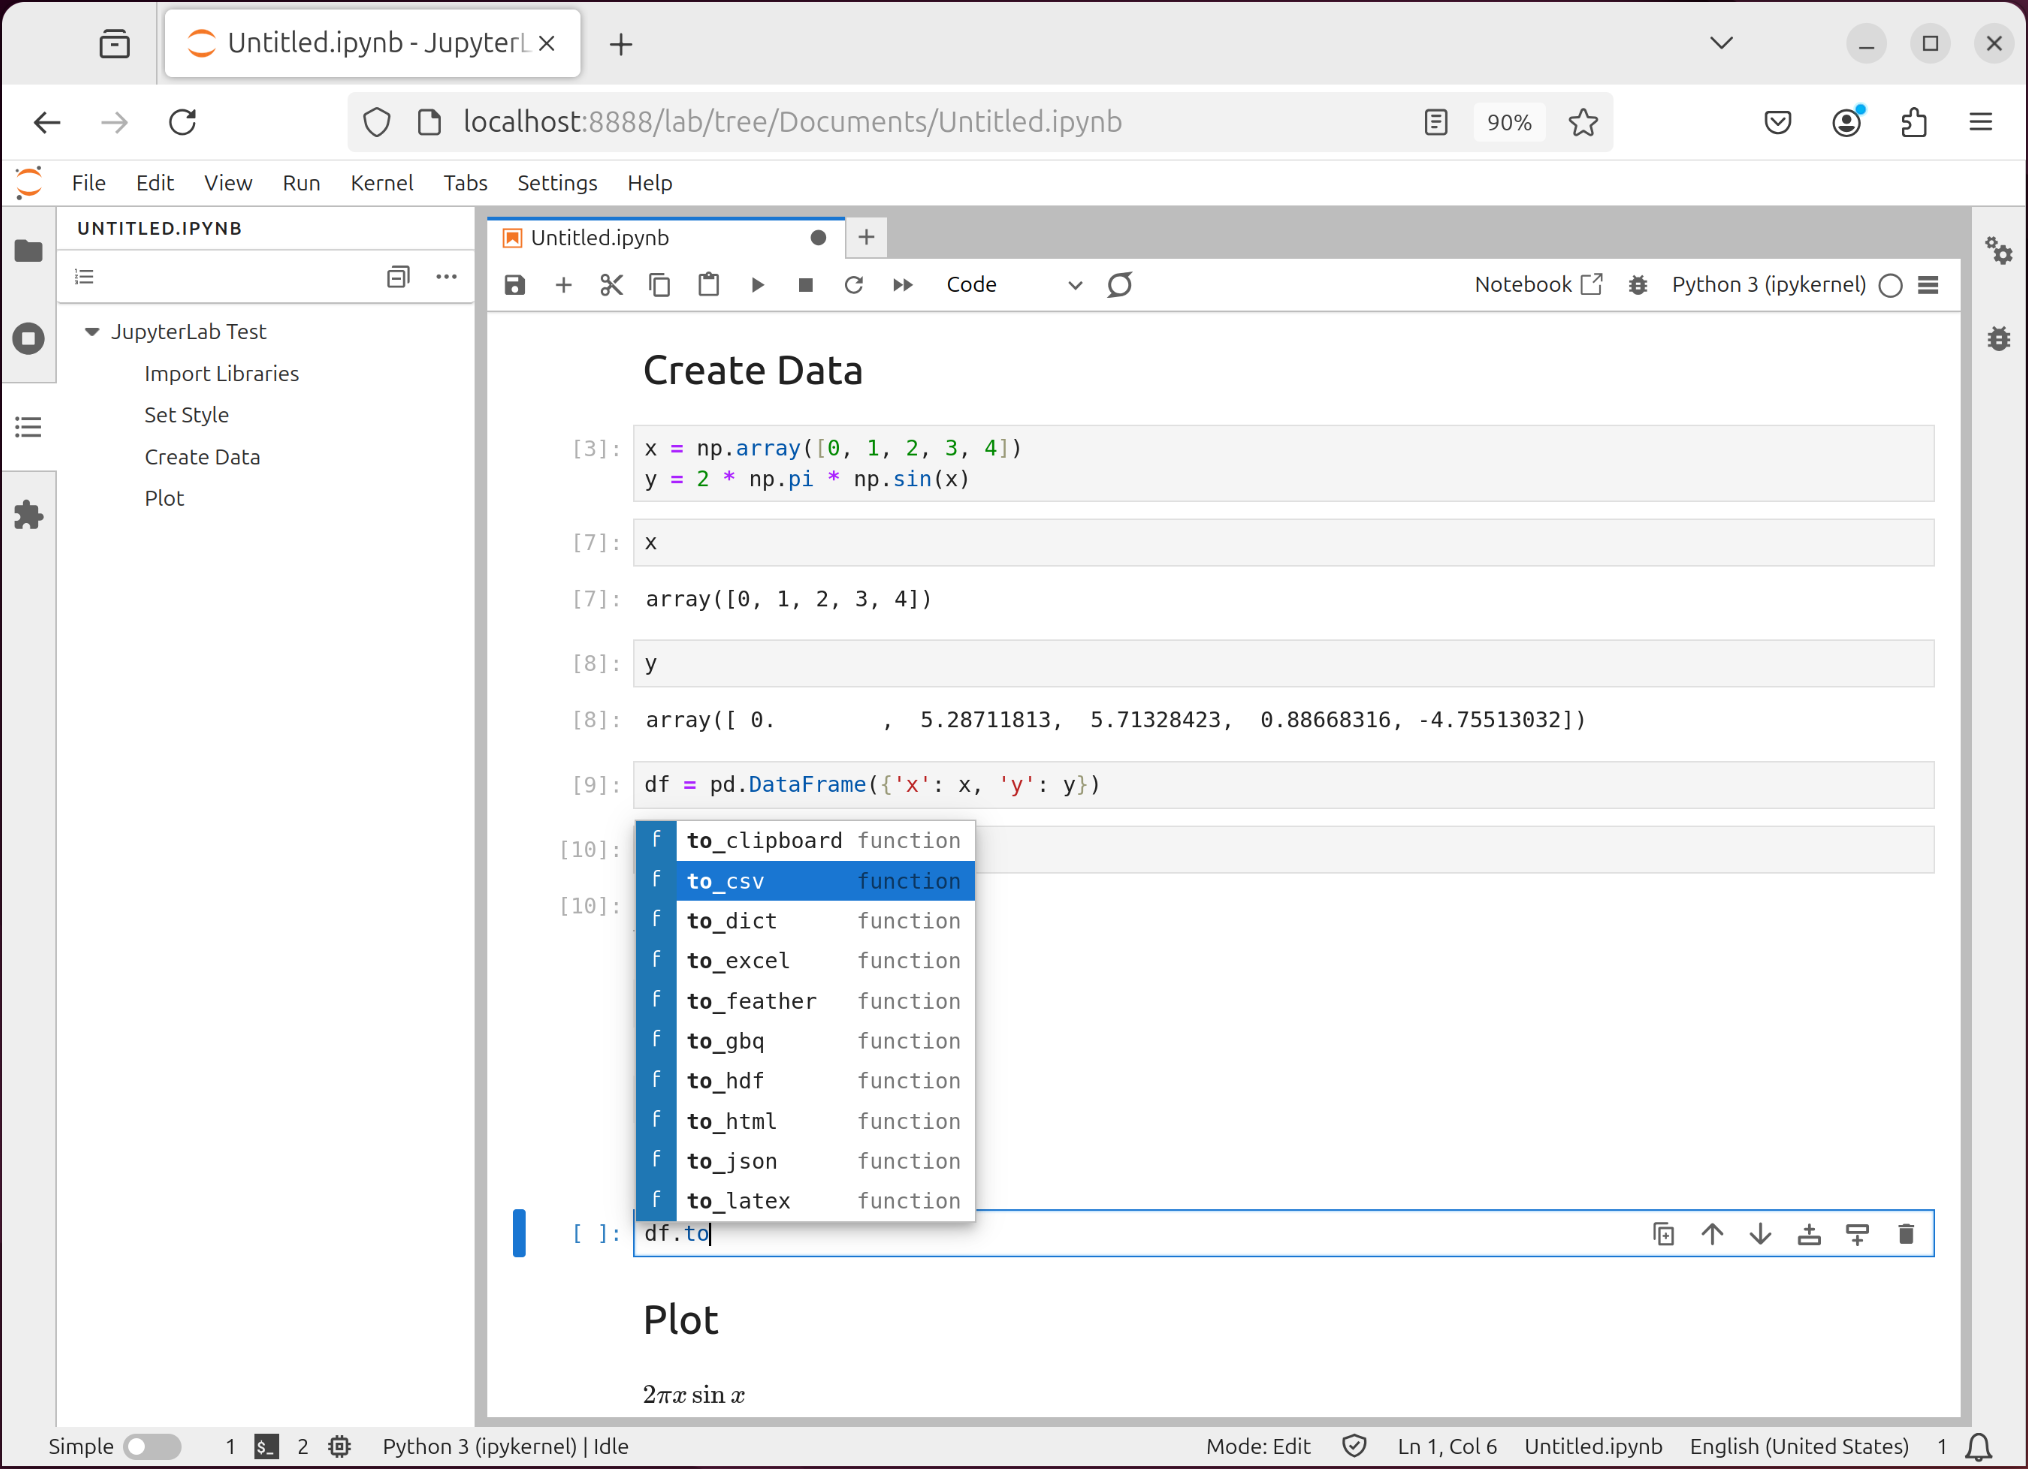 Untitled.ipynb - JupyterL
localhost:8888/lab/tree/Documents/Untitled.ipynb
90%
File Edit View Run Kernel Tabs Settings Help
UNTITLED.IPYNB
JupyterLab Test
Import Libraries
Set Style
Create Data
Plot
Untitled.ipynb
Code
Notebook
Python 3 (ipykernel)
Create Data
[3]: x = np.array([0, 1, 2, 3, 4])
y = 2 * np.pi * np.sin(x)
[7]: x
[7]: array([0, 1, 2, 3, 4])
[8]: y
[8]: array([ 0.        ,  5.28711813,  5.71328423,  0.88668316, -4.75513032])
[9]: df = pd.DataFrame({'x': x, 'y': y})
[10]:
[10]:
f to_clipboard function
f to_csv function
f to_dict function
f to_excel function
f to_feather function
f to_gbq function
f to_hdf function
f to_html function
f to_json function
f to_latex function
[ ]: df.to
Plot
2πx sin x
Simple 1 $_ 2 Python 3 (ipykernel) | Idle
Mode: Edit Ln 1, Col 6 Untitled.ipynb English (United States) 1